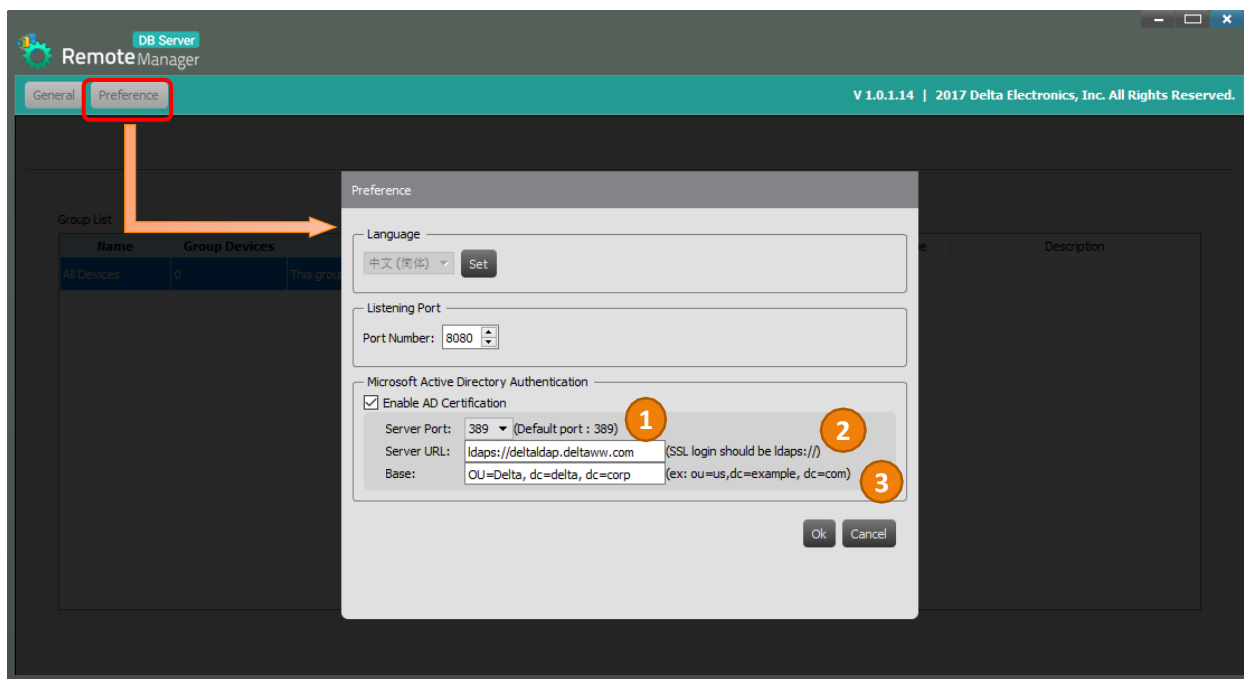 DB Server
RemoteManager
General Preference V 1.0.1.14 | 2017 Delta Electronics, Inc. All Rights Reserved.
Preference
Group List
Name Group Devices Description
All Devices 0 This
Language
中文 (简体) Set
Listening Port
Port Number: 8080
Microsoft Active Directory Authentication
Enable AD Certification
Server Port: 389 (Default port : 389) 1
Server URL: ldaps://deltaldap.deltaww.com (SSL login should be ldaps://) 2
Base: OU=Delta, dc=delta, dc=corp (ex: ou=us,dc=example, dc=com) 3
Ok Cancel